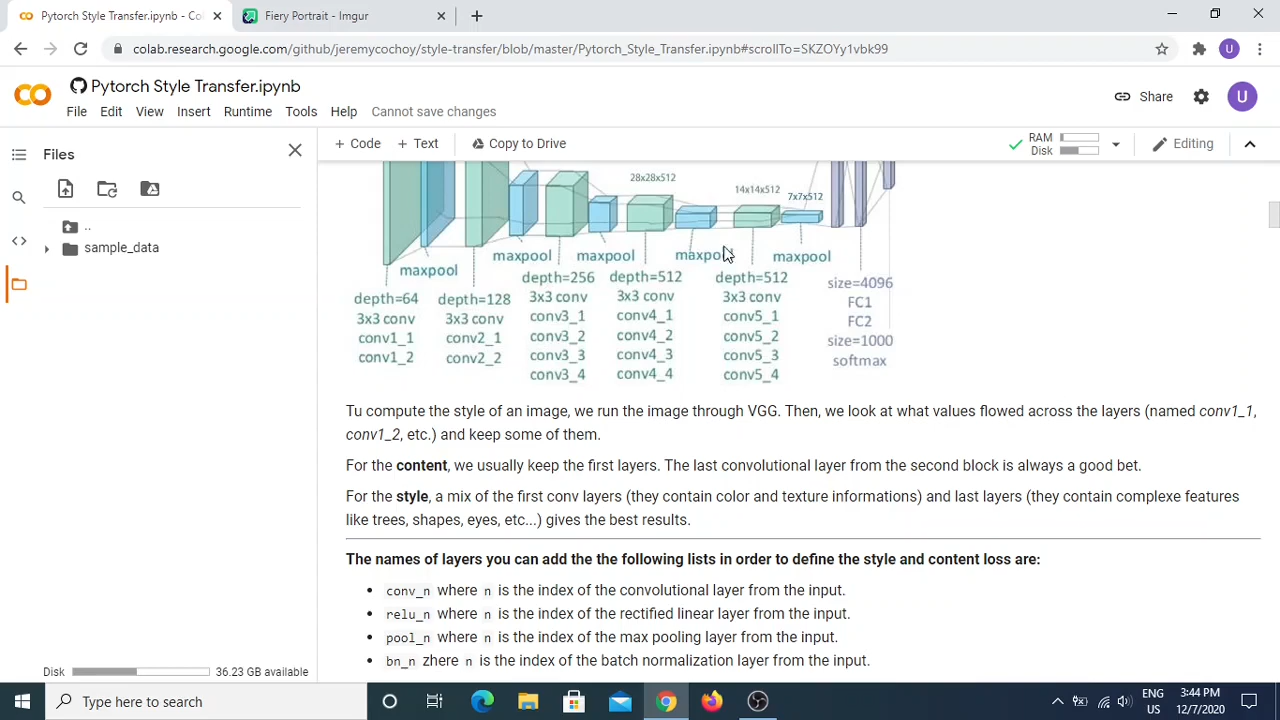 Pytorch Style Transfer.ipynb - Co
Fiery Portrait - Imgur
colab.research.google.com/github/jeremycochoy/style-transfer/blob/master/Pytorch_Style_Transfer.ipynb#scrollTo=SKZOYy1vbk99
U
Pytorch Style Transfer.ipynb
File Edit View Insert Runtime Tools Help Cannot save changes
Share
U
+ Code + Text Copy to Drive
RAM
Disk
Editing
Files
..
sample_data
Disk 36.23 GB available
28x28x512
14x14x512
7x7x512
maxpool maxpool maxpool maxpool maxpool
depth=64
3x3 conv
conv1_1
conv1_2
depth=128
3x3 conv
conv2_1
conv2_2
depth=256
3x3 conv
conv3_1
conv3_2
conv3_3
conv3_4
depth=512
3x3 conv
conv4_1
conv4_2
conv4_3
conv4_4
depth=512
3x3 conv
conv5_1
conv5_2
conv5_3
conv5_4
size=4096
FC1
FC2
size=1000
softmax
Tu compute the style of an image, we run the image through VGG. Then, we look at what values flowed across the layers (named conv1_1,
conv1_2, etc.) and keep some of them.
For the content, we usually keep the first layers. The last convolutional layer from the second block is always a good bet.
For the style, a mix of the first conv layers (they contain color and texture informations) and last layers (they contain complexe features
like trees, shapes, eyes, etc...) gives the best results.
The names of layers you can add the the following lists in order to define the style and content loss are:
• conv_n where n is the index of the convolutional layer from the input.
• relu_n where n is the index of the rectified linear layer from the input.
• pool_n where n is the index of the max pooling layer from the input.
• bn_n zhere n is the index of the batch normalization layer from the input.
Type here to search
ENG
US
3:44 PM
12/7/2020